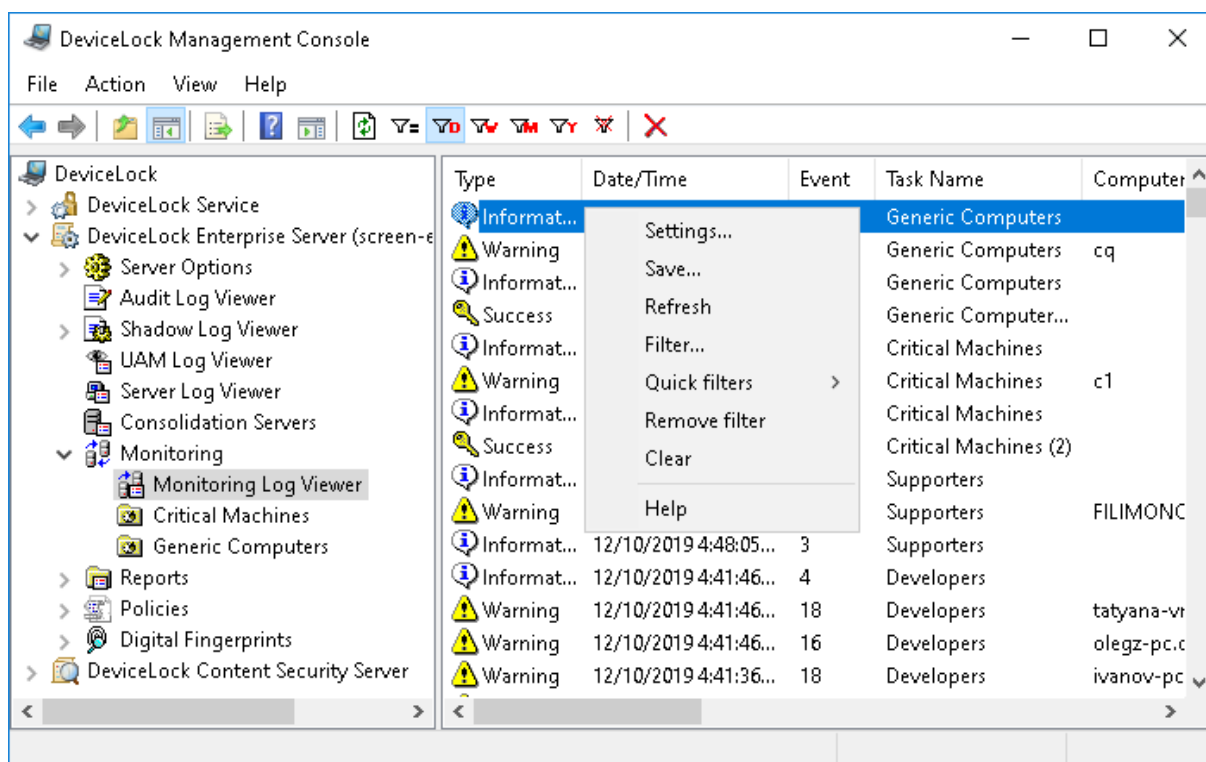 DeviceLock Management Console
File Action View Help
DeviceLock
DeviceLock Service
DeviceLock Enterprise Server (screen-e
Server Options
Audit Log Viewer
Shadow Log Viewer
UAM Log Viewer
Server Log Viewer
Consolidation Servers
Monitoring
Monitoring Log Viewer
Critical Machines
Generic Computers
Reports
Policies
Digital Fingerprints
DeviceLock Content Security Server
Type Date/Time Event Task Name Computer
Informat... Generic Computers
Warning Generic Computers cq
Informat... Generic Computers
Success Generic Computer...
Informat... Critical Machines
Warning Critical Machines c1
Informat... Critical Machines
Success Critical Machines (2)
Informat... Supporters
Warning Supporters FILIMONC
Informat... 12/10/2019 4:48:05... 3 Supporters
Informat... 12/10/2019 4:41:46... 4 Developers
Warning 12/10/2019 4:41:46... 18 Developers tatyana-vr
Warning 12/10/2019 4:41:46... 16 Developers olegz-pc.c
Warning 12/10/2019 4:41:36... 18 Developers ivanov-pc
Settings...
Save...
Refresh
Filter...
Quick filters
Remove filter
Clear
Help